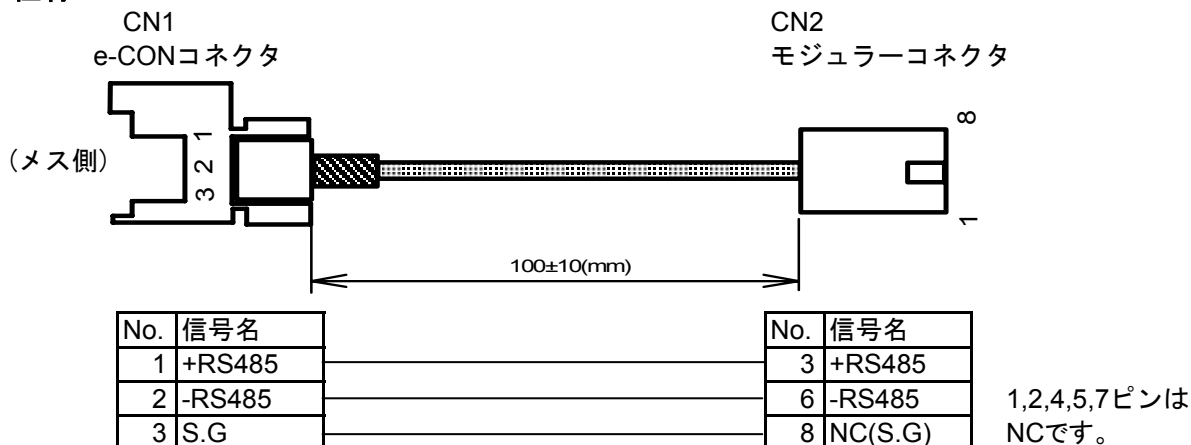 CN1
e-CONコネクタ
CN2
モジュラーコネクタ
(メス側)
1
2
3
8
1
100±10(mm)
No. 信号名
1 +RS485
2 -RS485
3 S.G
No. 信号名
3 +RS485
6 -RS485
8 NC(S.G)
1,2,4,5,7ピンは
NCです。